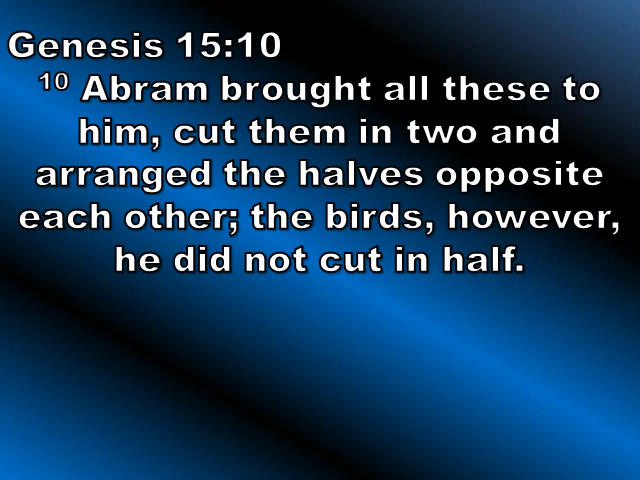 Genesis 15:10
10 Abram brought all these to
him, cut them in two and
arranged the halves opposite
each other; the birds, however,
he did not cut in half.